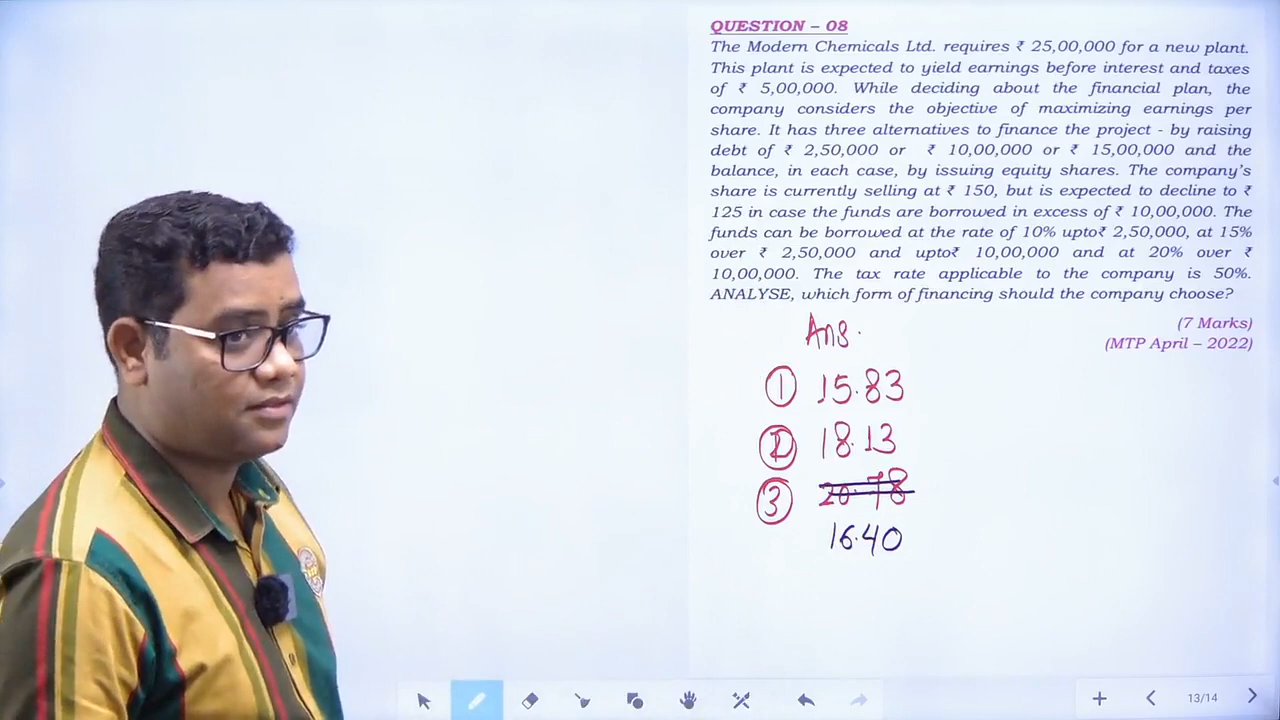 QUESTION – 08
The Modern Chemicals Ltd. requires ₹ 25,00,000 for a new plant.
This plant is expected to yield earnings before interest and taxes
of ₹ 5,00,000. While deciding about the financial plan, the
company considers the objective of maximizing earnings per
share. It has three alternatives to finance the project - by raising
debt of ₹ 2,50,000 or ₹ 10,00,000 or ₹ 15,00,000 and the
balance, in each case, by issuing equity shares. The company's
share is currently selling at ₹ 150, but is expected to decline to ₹
125 in case the funds are borrowed in excess of ₹ 10,00,000. The
funds can be borrowed at the rate of 10% upto₹ 2,50,000, at 15%
over ₹ 2,50,000 and upto₹ 10,00,000 and at 20% over ₹
10,00,000. The tax rate applicable to the company is 50%.
ANALYSE, which form of financing should the company choose?
(7 Marks)
(MTP April – 2022)
Ans.
① 15.83
② 18.13
③ 20.78
16.40
13/14